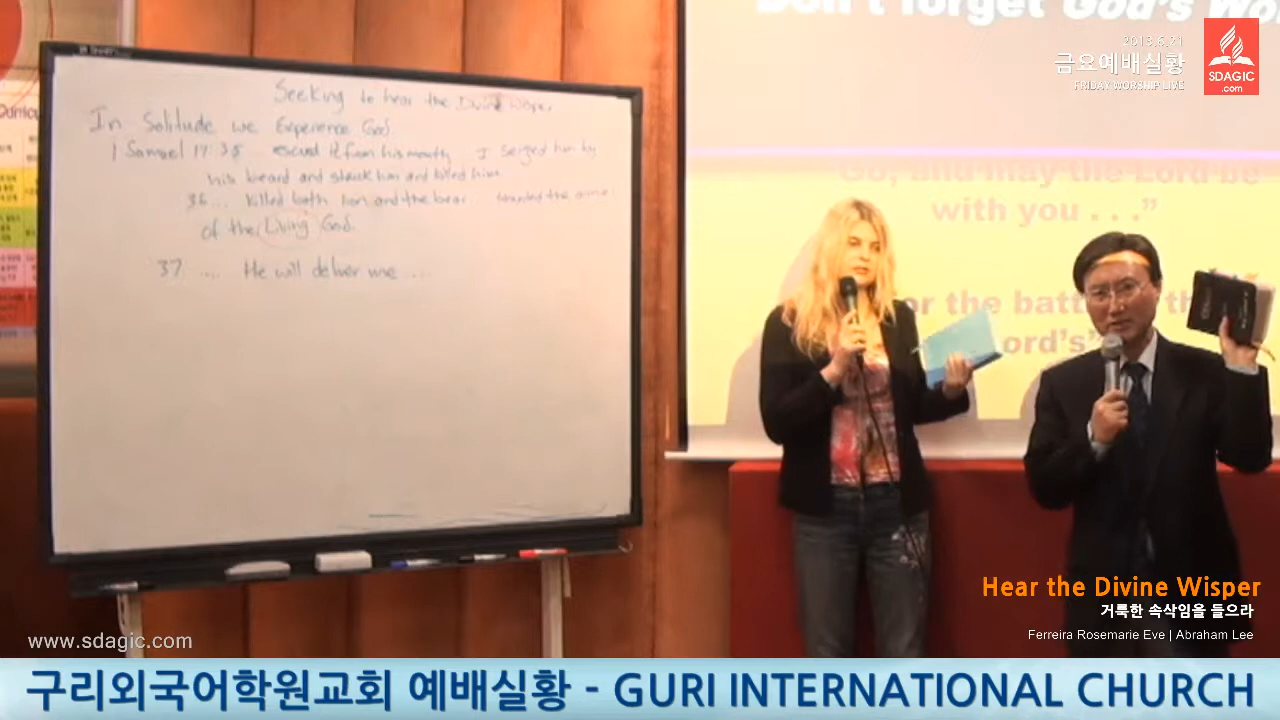 Seeking to hear the Divine Wisper
In Solitude we Experience God.
1 Samuel 17:35 rescued it from his mouth, I seized him by
his beard and struck him and killed him
36... killed both lion and the bear... taunted the armies
of the Living God.
37 .... He will deliver me ....
Don't forget God's Wo
"Go, and may the Lord be
with you . . ."
or the batt th
ord's"
2013.6.21
금요예배실황
FRIDAY WORSHIP LIVE
SDAGIC
.com
Hear the Divine Wisper
거룩한 속삭임을 들으라
Ferreira Rosemarie Eve | Abraham Lee
www.sdagic.com
구리외국어학원교회 예배실황 - GURI INTERNATIONAL CHURCH